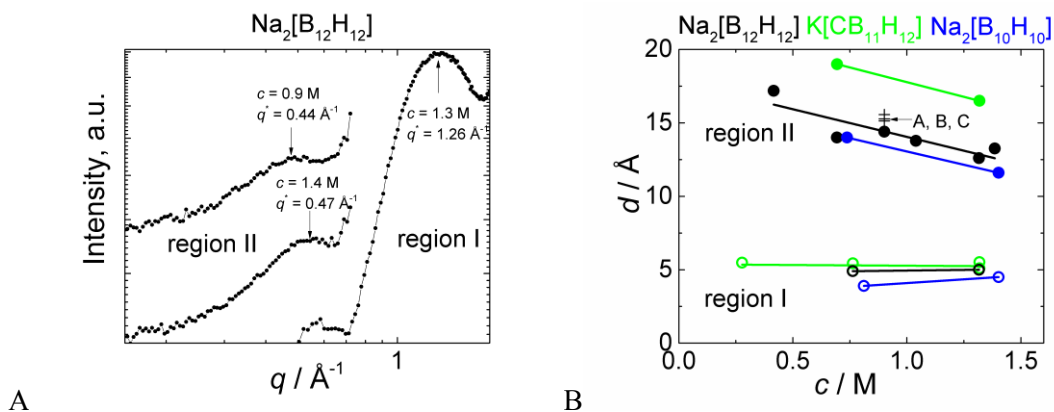 Na₂[B₁₂H₁₂]
Intensity, a.u.
c = 0.9 M
q* = 0.44 Å⁻¹
c = 1.3 M
q* = 1.26 Å⁻¹
c = 1.4 M
q* = 0.47 Å⁻¹
region II
region I
1
q / Å⁻¹
A
Na₂[B₁₂H₁₂] K[CB₁₁H₁₂] Na₂[B₁₀H₁₀]
20
15
10
5
0
d / Å
region II
A, B, C
region I
0.0 0.5 1.0 1.5
c / M
B